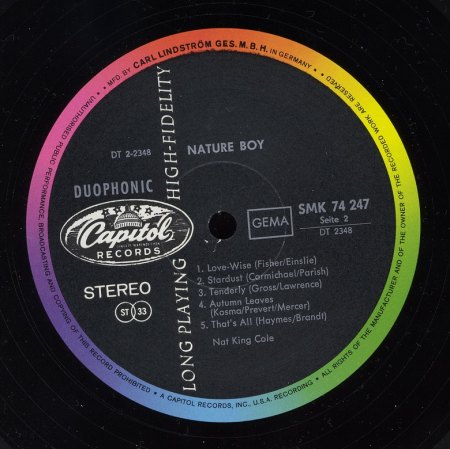 MFD. BY CARL LINDSTRÖM GES. M. B. H. IN GERMANY •
ALL RIGHTS OF THE MANUFACTURER AND OF THE OWNER OF THE RECORDED WORK ARE RESERVED
• A CAPITOL RECORDS, INC., U.S.A. RECORDING •
UNAUTHORISED PUBLIC PERFORMANCE, BROADCASTING AND COPYING OF THIS RECORD PROHIBITED •
LONG PLAYING HIGH-FIDELITY
DT 2-2348
NATURE BOY
DUOPHONIC
Capitol
RECORDS
STEREO
ST 33
GEMA
SMK 74 247
Seite 2
DT 2348
1. Love-Wise (Fisher/Einslie)
2. Stardust (Carmichael/Parish)
3. Tenderly (Gross/Lawrence)
4. Autumn Leaves
(Kosma/Prevert/Mercer)
5. That's All (Haymes/Brandt)
Nat King Cole